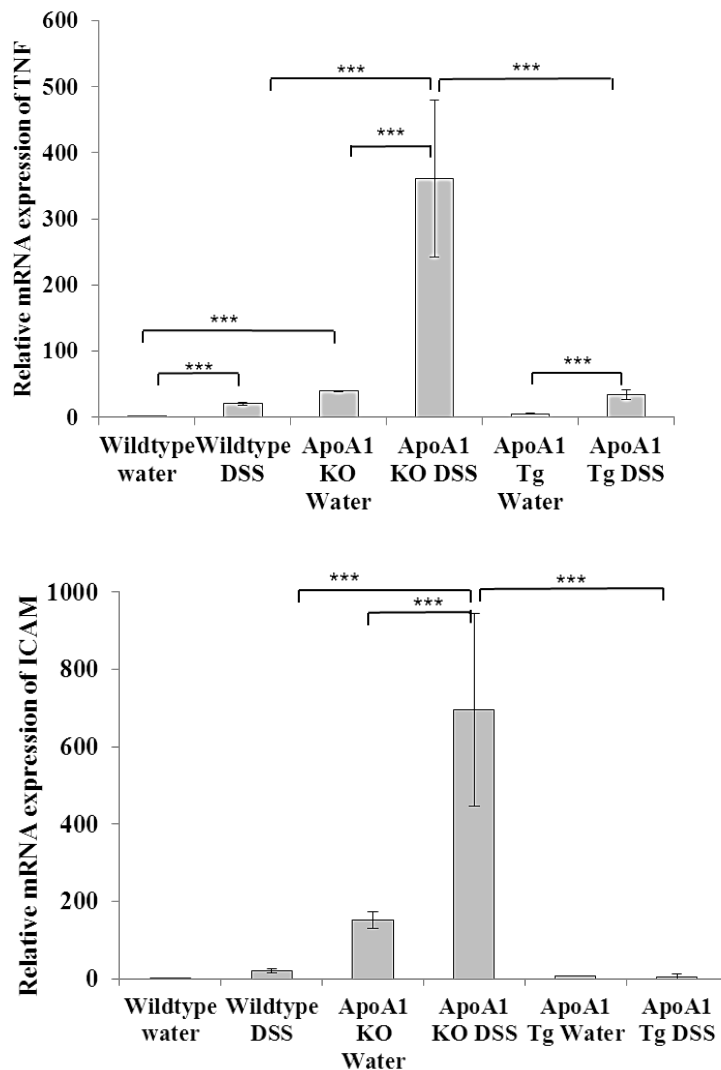 Relative mRNA expression of TNF
600
500
400
300
200
100
0
***
***
***
***
***
***
Wildtype
water
Wildtype
DSS
ApoA1
KO
Water
ApoA1
KO DSS
ApoA1
Tg
Water
ApoA1
Tg DSS
Relative mRNA expression of ICAM
1000
800
600
400
200
0
***
***
***
Wildtype
water
Wildtype
DSS
ApoA1
KO
Water
ApoA1
KO DSS
ApoA1
Tg Water
ApoA1
Tg DSS